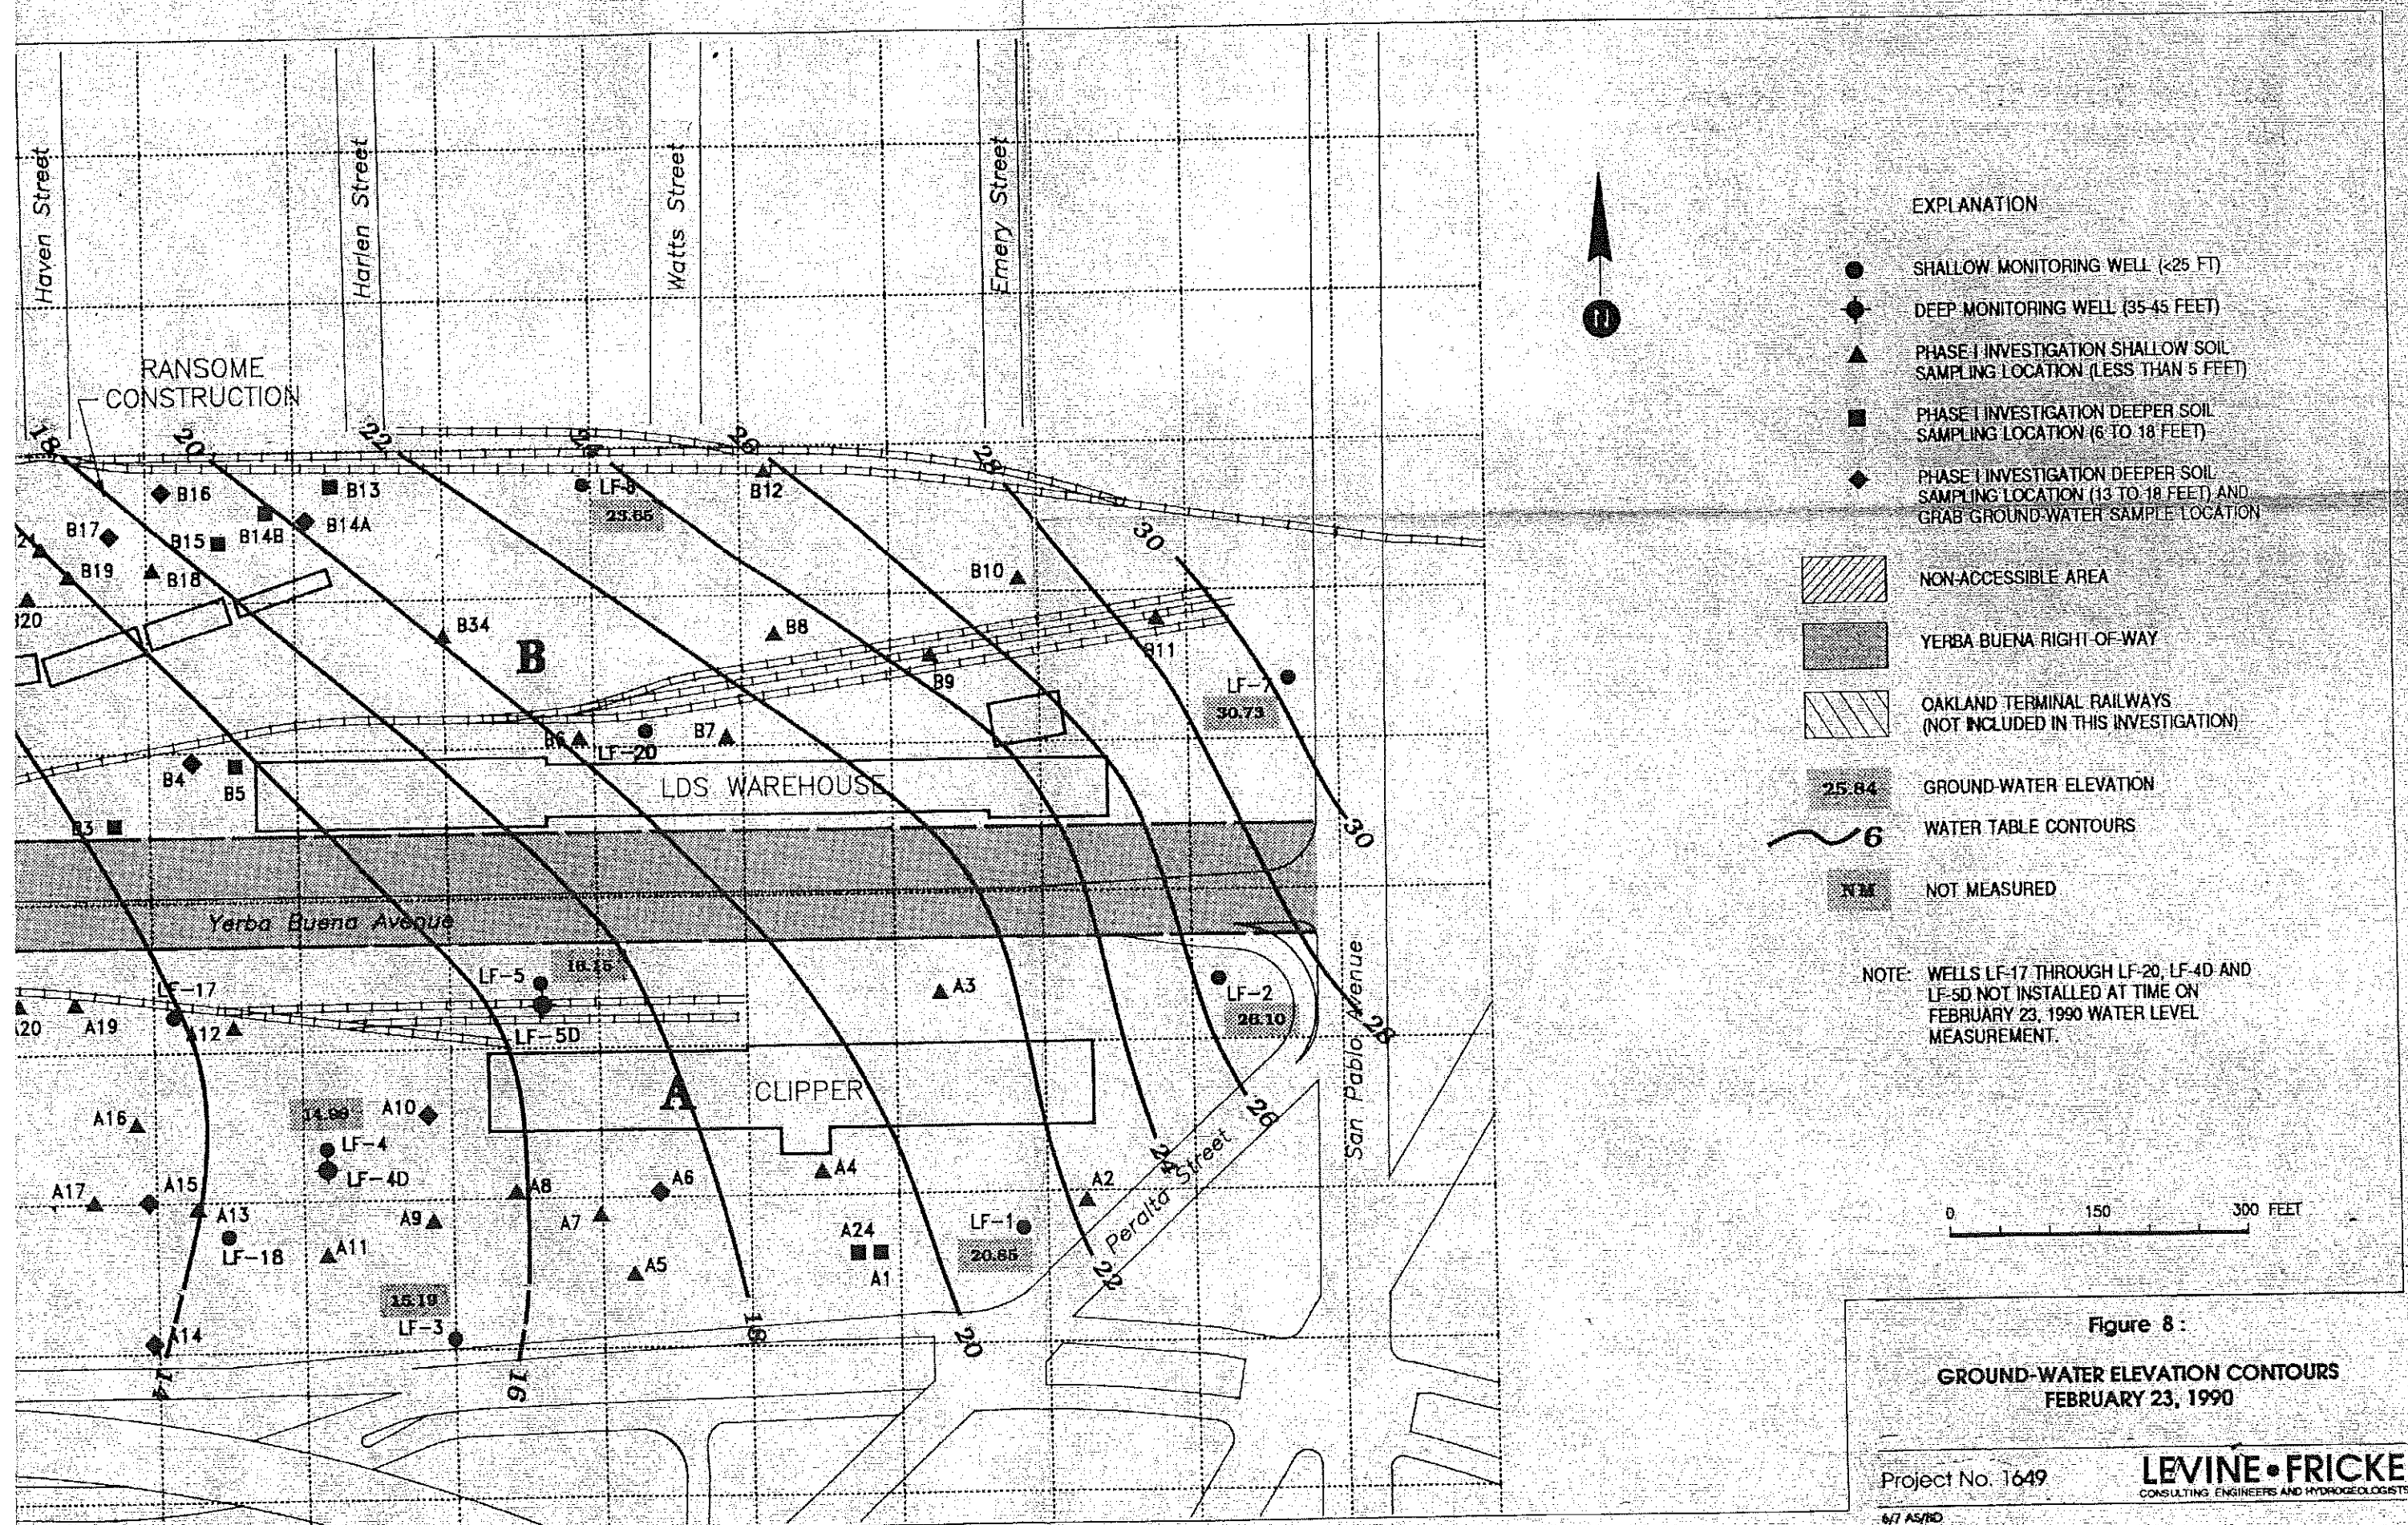 Haven Street
Harlen Street
Watts Street
Emery Street
RANSOME
CONSTRUCTION
18
20
22
26
28
30
B16
B13
LF-8
23.65
B12
B17
B15
B14B
B14A
B19
B18
B34
B
B8
B10
B9
B11
LF-7
30.73
B6
LF-20
B7
B4
B5
LDS WAREHOUSE
B3
30
Yerba Buena Avenue
LF-5
16.15
LF-5D
LF-17
A20
A19
A12
A3
LF-2
26.10
San Pablo Avenue
28
A16
14.99
A10
LF-4
LF-4D
A
CLIPPER
26
24
Peralta Street
A17
A15
A13
LF-18
A11
A9
A8
A7
A6
A5
A4
A24
A1
LF-1
20.85
A2
22
15.19
LF-3
A14
14
16
18
20
N
EXPLANATION
SHALLOW MONITORING WELL (<25 FT)
DEEP MONITORING WELL (35-45 FEET)
PHASE I INVESTIGATION SHALLOW SOIL
SAMPLING LOCATION (LESS THAN 5 FEET)
PHASE I INVESTIGATION DEEPER SOIL
SAMPLING LOCATION (6 TO 18 FEET)
PHASE I INVESTIGATION DEEPER SOIL
SAMPLING LOCATION (13 TO 18 FEET) AND
GRAB GROUND-WATER SAMPLE LOCATION
NON-ACCESSIBLE AREA
YERBA BUENA RIGHT-OF-WAY
OAKLAND TERMINAL RAILWAYS
(NOT INCLUDED IN THIS INVESTIGATION)
25.84 GROUND-WATER ELEVATION
6 WATER TABLE CONTOURS
NM NOT MEASURED
NOTE: WELLS LF-17 THROUGH LF-20, LF-4D AND
LF-5D NOT INSTALLED AT TIME ON
FEBRUARY 23, 1990 WATER LEVEL
MEASUREMENT.
0 150 300 FEET
Figure 8 :
GROUND-WATER ELEVATION CONTOURS
FEBRUARY 23, 1990
Project No. 1649
LEVINE•FRICKE
CONSULTING ENGINEERS AND HYDROGEOLOGISTS